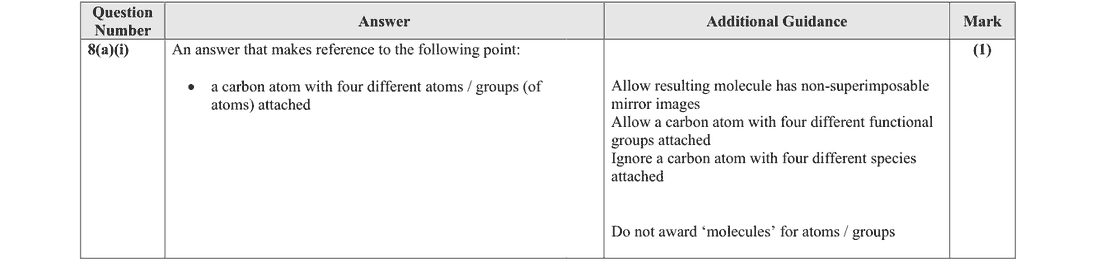 Question Number
Answer
Additional Guidance
Mark
8(a)(i)
An answer that makes reference to the following point:
(1)
• a carbon atom with four different atoms / groups (of
atoms) attached
Allow resulting molecule has non-superimposable
mirror images
Allow a carbon atom with four different functional
groups attached
Ignore a carbon atom with four different species
attached
Do not award ‘molecules’ for atoms / groups